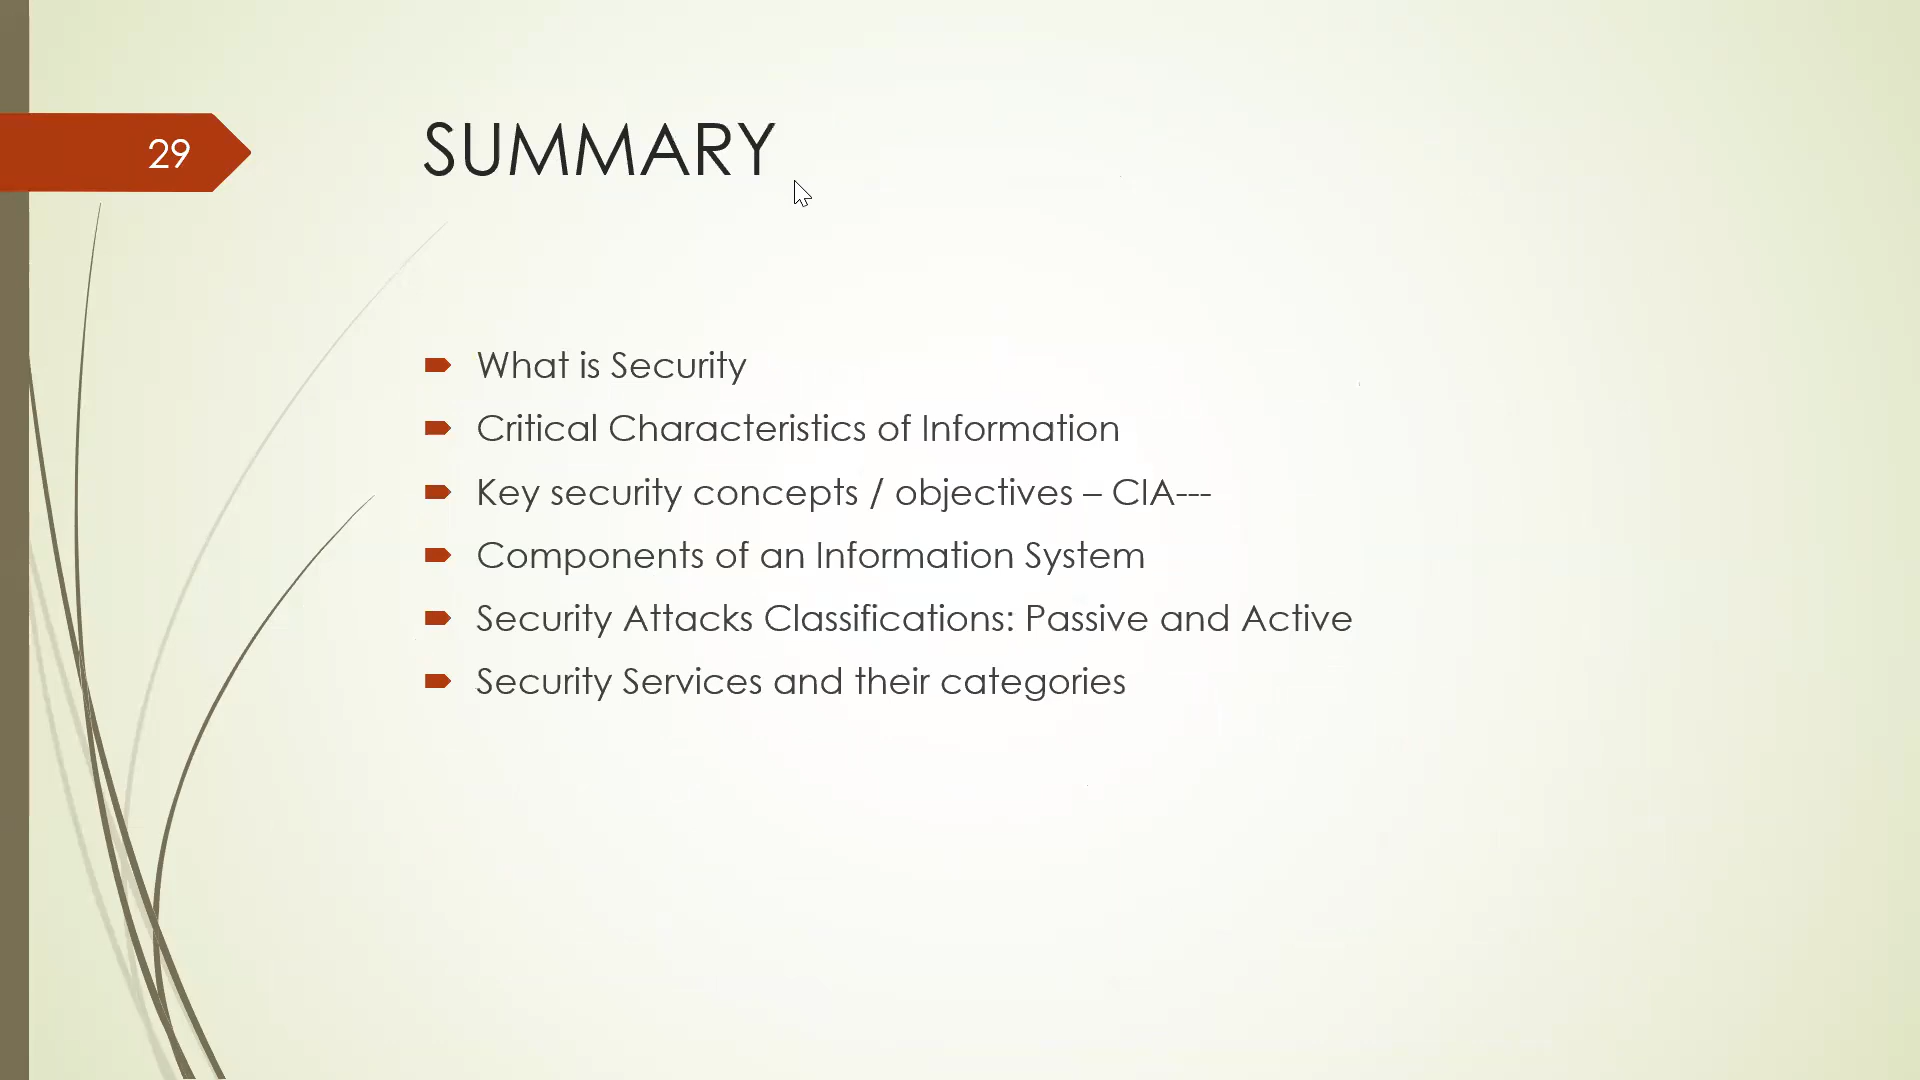 29
SUMMARY
What is Security
Critical Characteristics of Information
Key security concepts / objectives – CIA---
Components of an Information System
Security Attacks Classifications: Passive and Active
Security Services and their categories